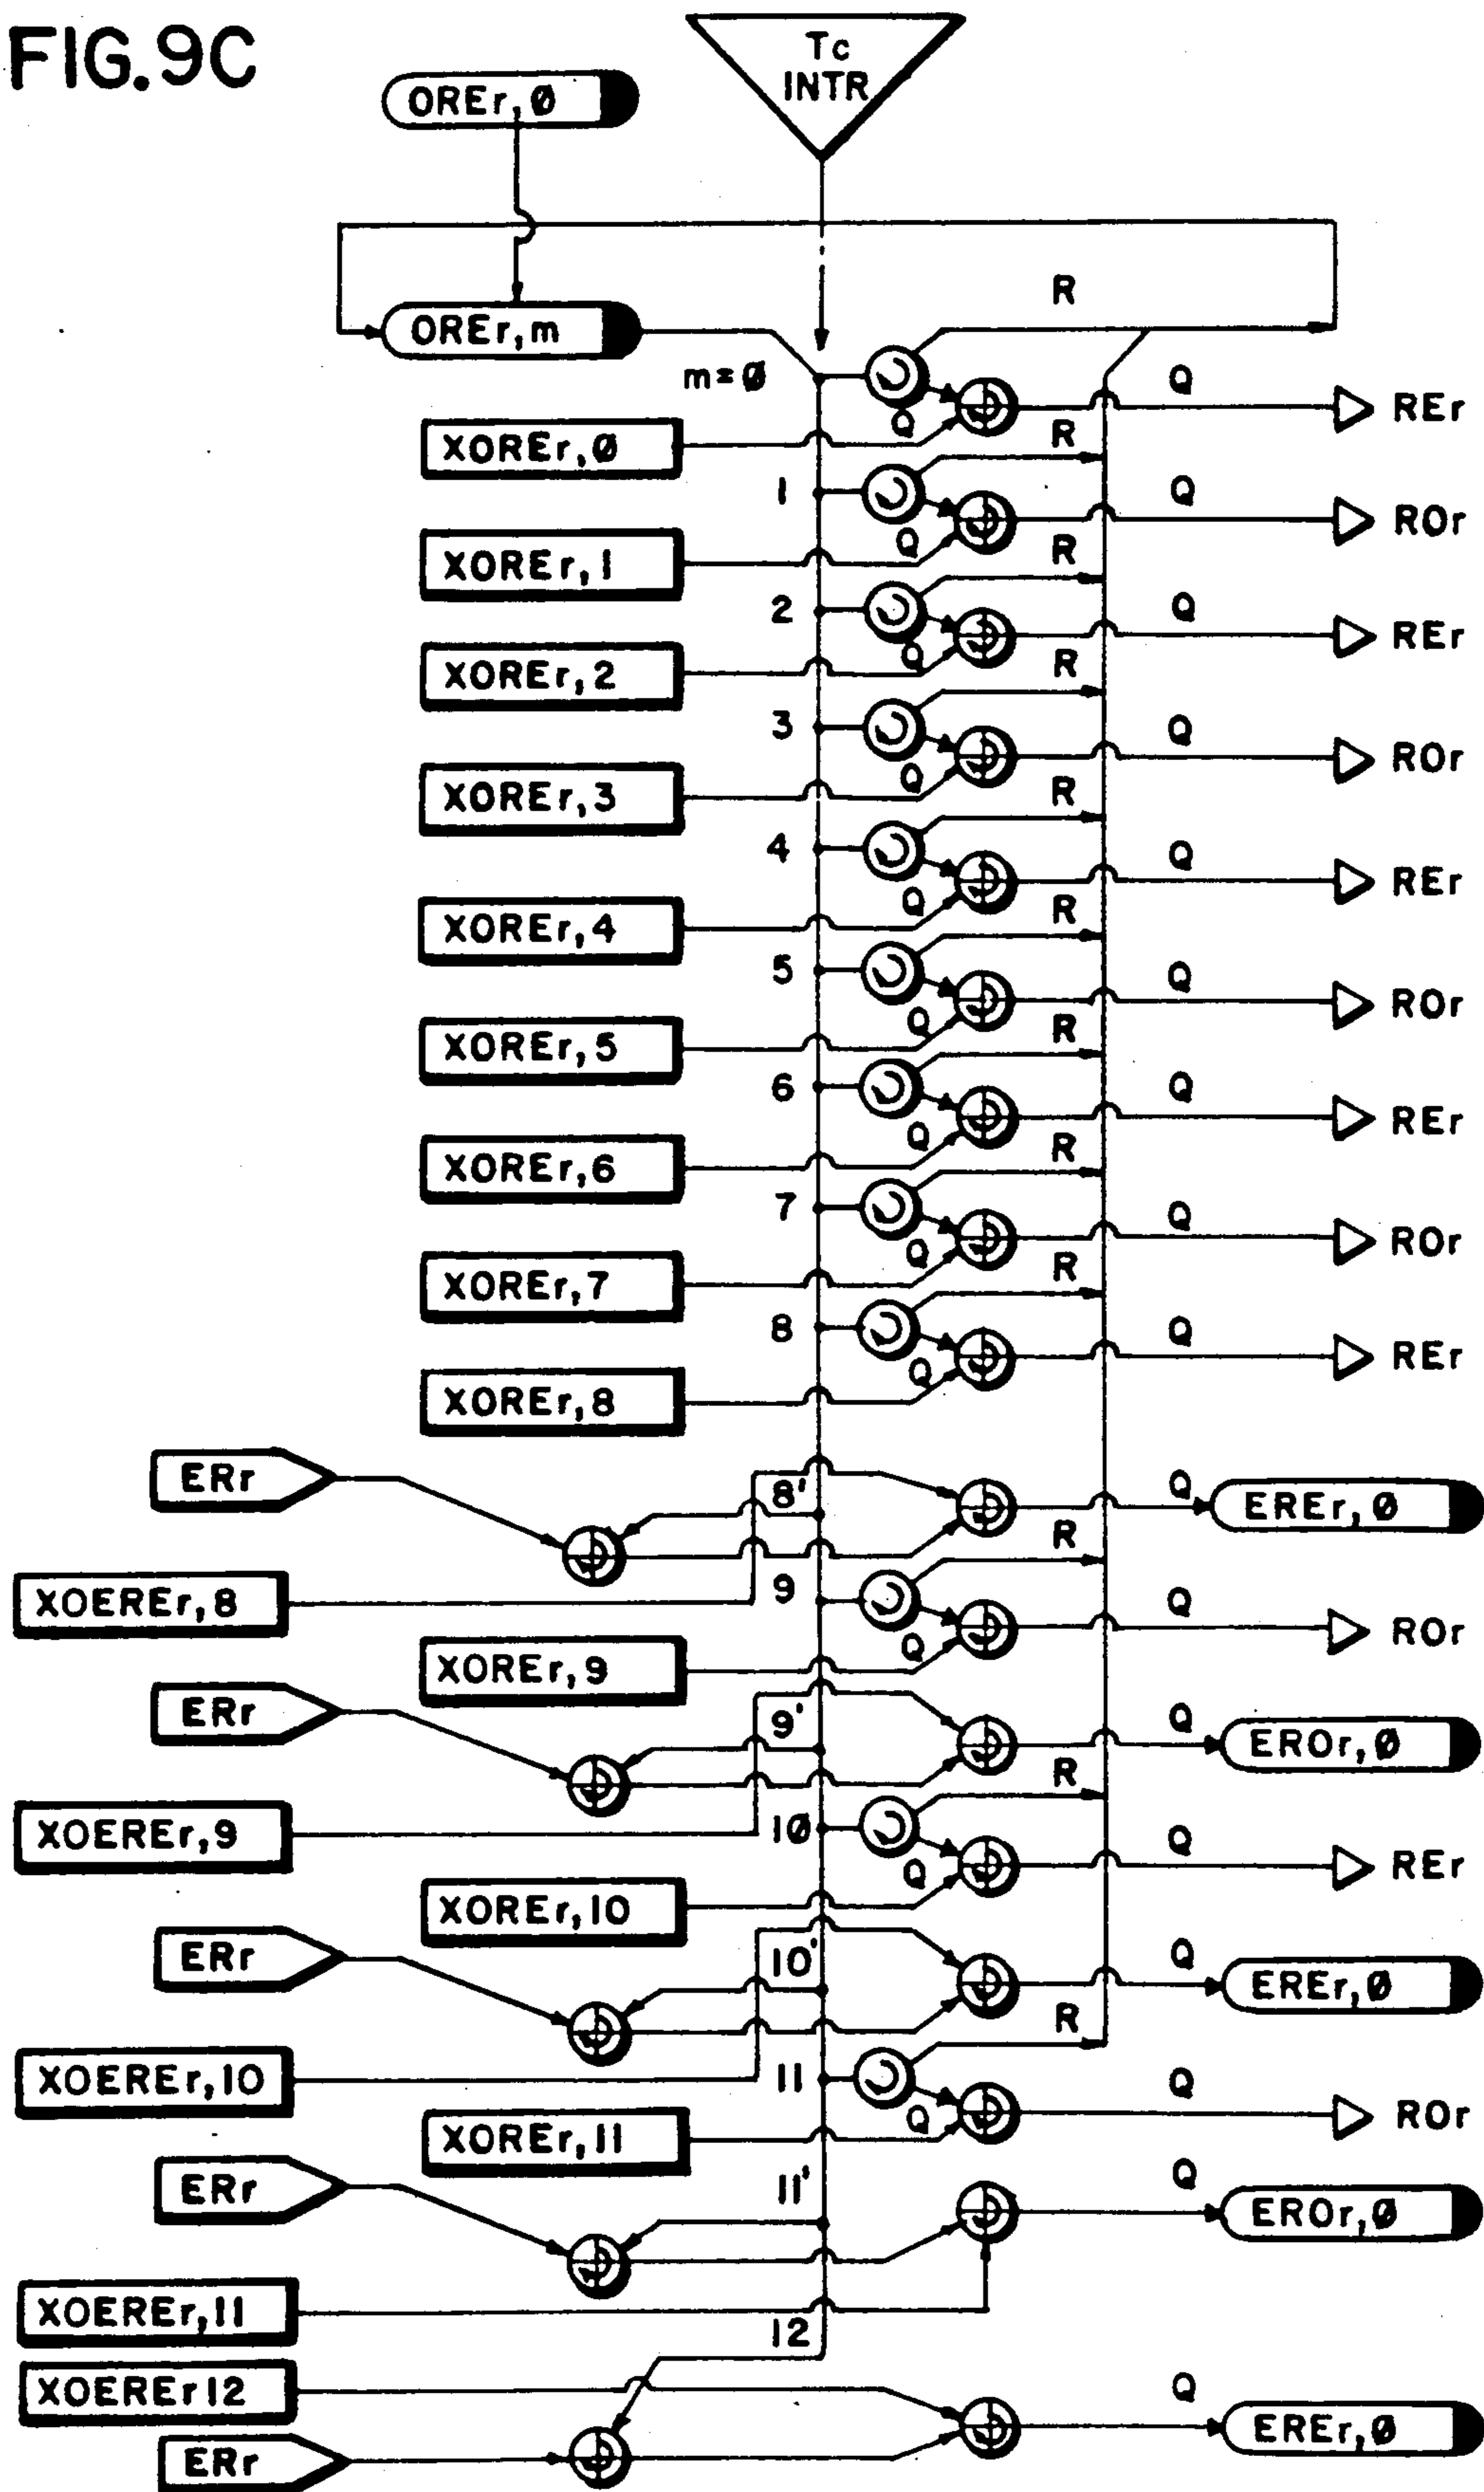 FIG.9C
Tc
INTR
OREr,Ø
OREr,m
R
m=Ø
Q
Q
REr
XOREr,Ø
R
1
Q
Q
ROr
XOREr,1
R
2
Q
Q
REr
XOREr,2
R
3
Q
Q
ROr
XOREr,3
R
4
Q
Q
REr
XOREr,4
R
5
Q
Q
ROr
XOREr,5
R
6
Q
Q
REr
XOREr,6
R
7
Q
Q
ROr
XOREr,7
R
8
Q
Q
REr
XOREr,8
ERr
8'
Q
EREr,Ø
XOEREr,8
R
9
Q
Q
ROr
XOREr,9
ERr
9'
Q
EROr,Ø
XOEREr,9
R
1Ø
Q
Q
REr
XOREr,10
ERr
10'
Q
EREr,Ø
XOEREr,10
R
11
Q
Q
ROr
XOREr,11
ERr
11'
Q
EROr,Ø
XOEREr,11
12
XOEREr12
Q
EREr,Ø
ERr